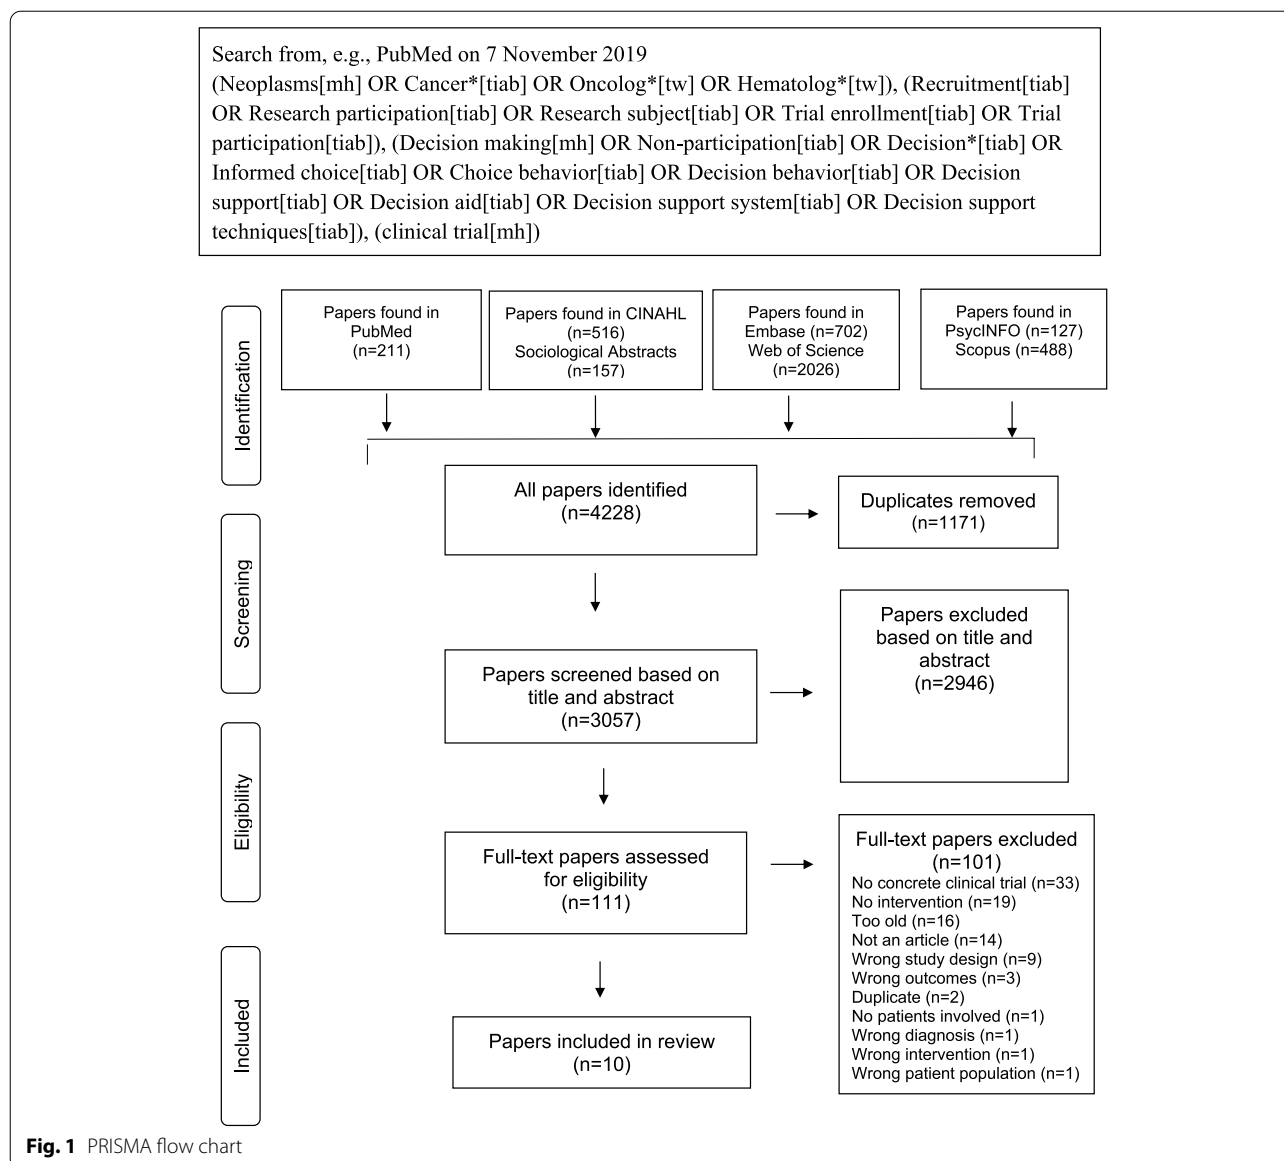 Search from, e.g., PubMed on 7 November 2019
(Neoplasms[mh] OR Cancer*[tiab] OR Oncolog*[tw] OR Hematolog*[tw]), (Recruitment[tiab]
OR Research participation[tiab] OR Research subject[tiab] OR Trial enrollment[tiab] OR Trial
participation[tiab]), (Decision making[mh] OR Non-participation[tiab] OR Decision*[tiab] OR
Informed choice[tiab] OR Choice behavior[tiab] OR Decision behavior[tiab] OR Decision
support[tiab] OR Decision aid[tiab] OR Decision support system[tiab] OR Decision support
techniques[tiab]), (clinical trial[mh])
Identification
Papers found in
PubMed
(n=211)
Papers found in CINAHL
(n=516)
Sociological Abstracts
(n=157)
Papers found in
Embase (n=702)
Web of Science
(n=2026)
Papers found in
PsycINFO (n=127)
Scopus (n=488)
All papers identified
(n=4228)
Duplicates removed
(n=1171)
Screening
Papers screened based on
title and abstract
(n=3057)
Papers excluded
based on title and
abstract
(n=2946)
Eligibility
Full-text papers assessed
for eligibility
(n=111)
Full-text papers excluded
(n=101)
No concrete clinical trial (n=33)
No intervention (n=19)
Too old (n=16)
Not an article (n=14)
Wrong study design (n=9)
Wrong outcomes (n=3)
Duplicate (n=2)
No patients involved (n=1)
Wrong diagnosis (n=1)
Wrong intervention (n=1)
Wrong patient population (n=1)
Included
Papers included in review
(n=10)
Fig. 1 PRISMA flow chart